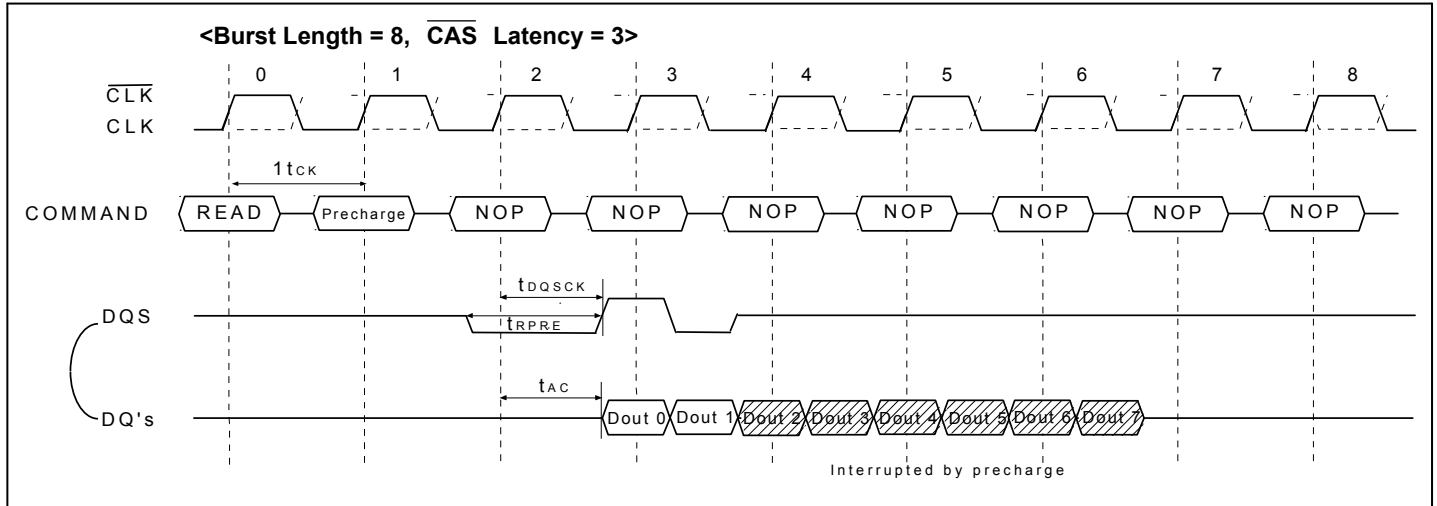 <Burst Length = 8, CAS Latency = 3>
0 1 2 3 4 5 6 7 8
CLK
CLK
1tCK
COMMAND READ Precharge NOP NOP NOP NOP NOP NOP NOP
tDQSCK
DQS
tRPRE
tAC
DQ's Dout 0 Dout 1 Dout 2 Dout 3 Dout 4 Dout 5 Dout 6 Dout 7
Interrupted by precharge